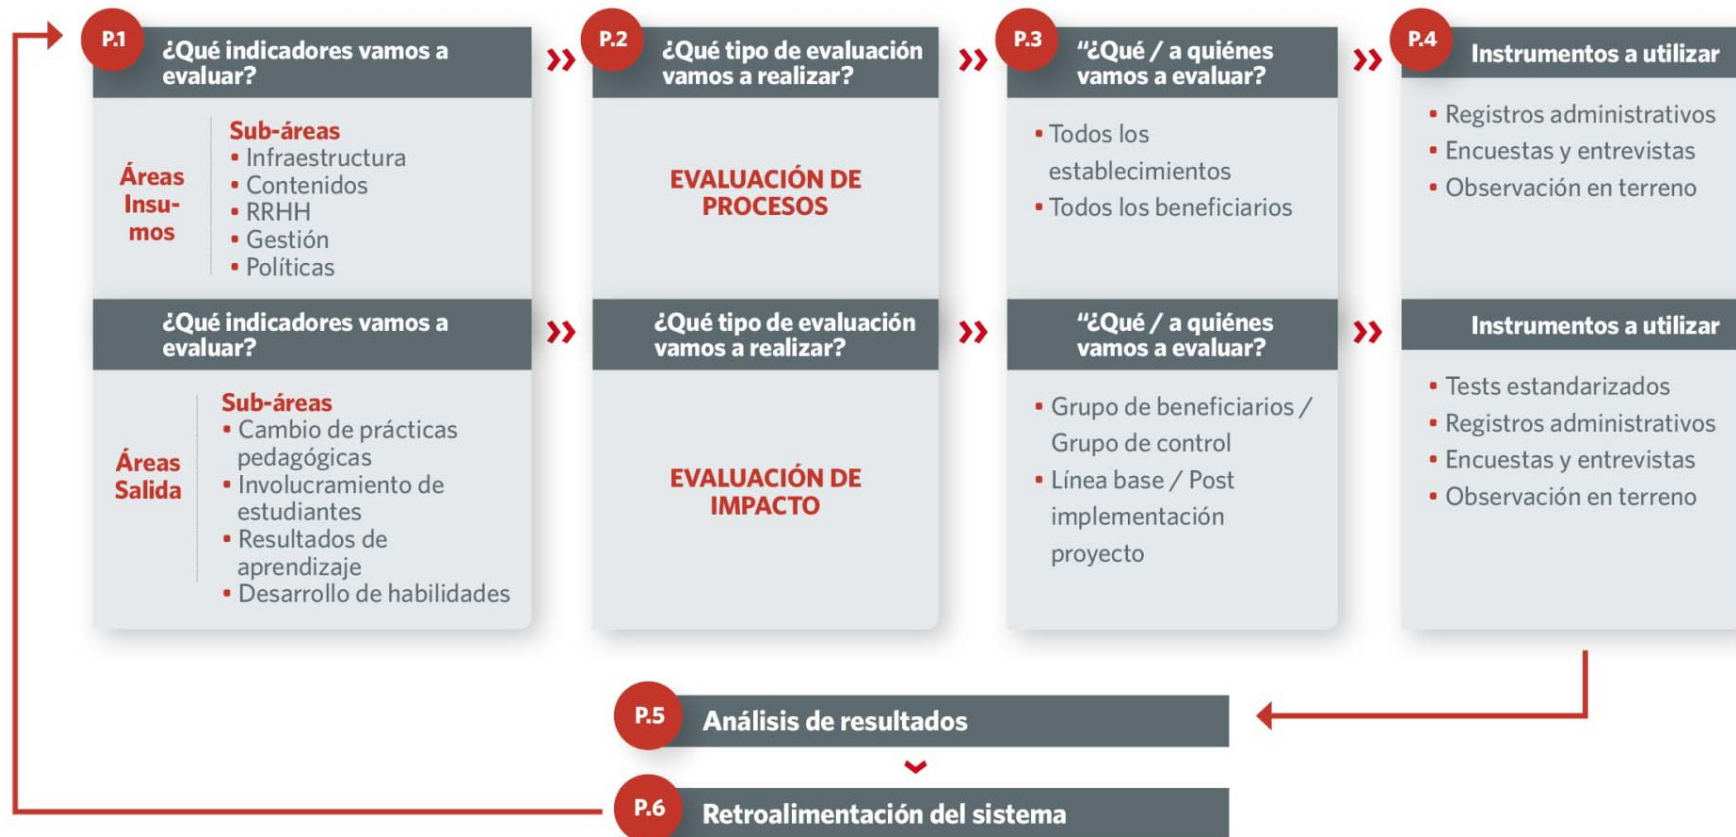 P.1
¿Qué indicadores vamos a
evaluar?
P.2
¿Qué tipo de evaluación
vamos a realizar?
P.3
“¿Qué / a quiénes
vamos a evaluar?
P.4
Instrumentos a utilizar
Áreas
Insu-
mos
Sub-áreas
▪ Infraestructura
▪ Contenidos
▪ RRHH
▪ Gestión
▪ Políticas
EVALUACIÓN DE
PROCESOS
▪ Todos los
establecimientos
▪ Todos los beneficiarios
▪ Registros administrativos
▪ Encuestas y entrevistas
▪ Observación en terreno
¿Qué indicadores vamos a
evaluar?
¿Qué tipo de evaluación
vamos a realizar?
“¿Qué / a quiénes
vamos a evaluar?
Instrumentos a utilizar
Áreas
Salida
Sub-áreas
▪ Cambio de prácticas
pedagógicas
▪ Involucramiento de
estudiantes
▪ Resultados de
aprendizaje
▪ Desarrollo de habilidades
EVALUACIÓN DE
IMPACTO
▪ Grupo de beneficiarios /
Grupo de control
▪ Línea base / Post
implementación
proyecto
▪ Tests estandarizados
▪ Registros administrativos
▪ Encuestas y entrevistas
▪ Observación en terreno
P.5
Análisis de resultados
P.6
Retroalimentación del sistema